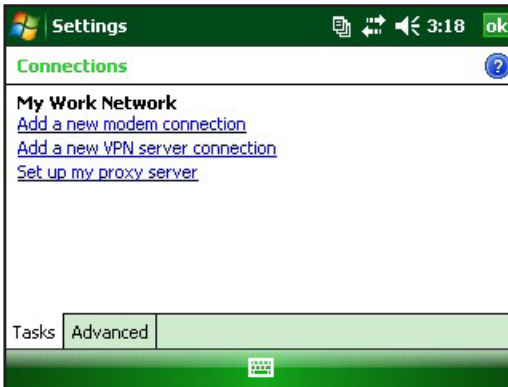 Settings 3:18 ok
Connections ?
My Work Network
Add a new modem connection
Add a new VPN server connection
Set up my proxy server
Tasks Advanced